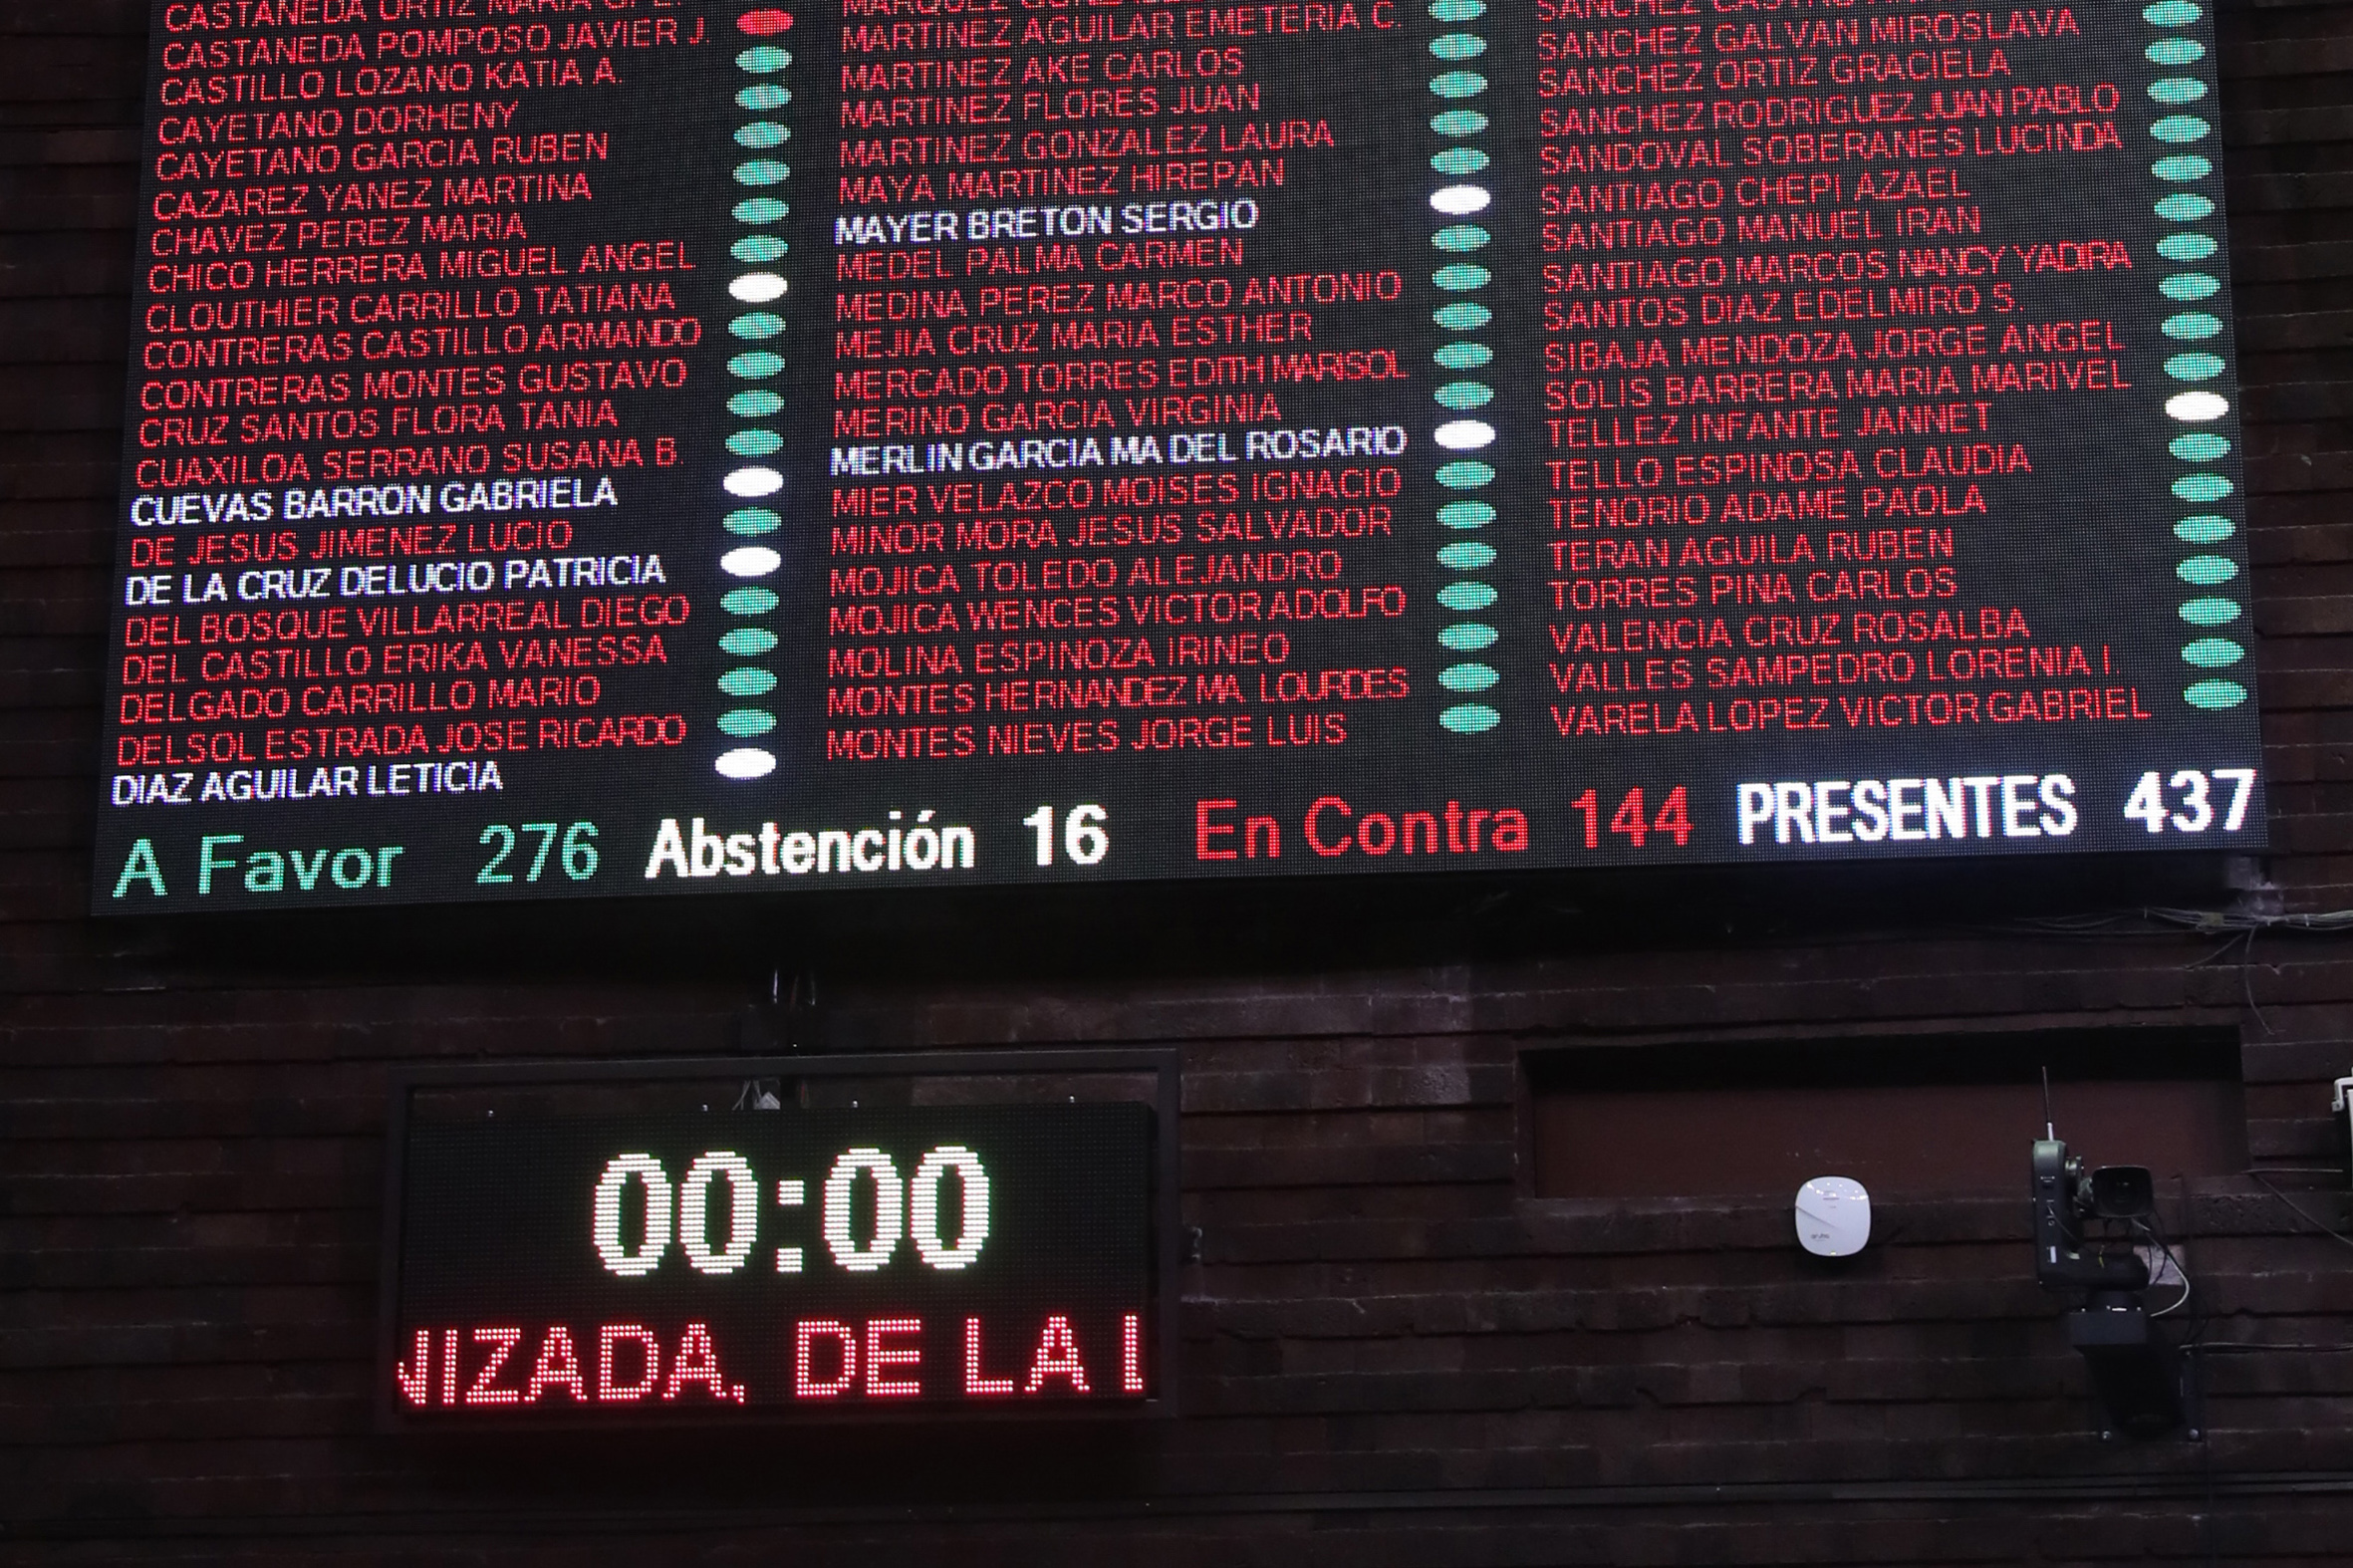 CASTANEDA ORTIZ MARIA
CASTANEDA POMPOSO JAVIER J.
CASTILLO LOZANO KATIA A.
CAYETANO DORHENY
CAYETANO GARCIA RUBEN
CAZAREZ YANEZ MARTINA
CHAVEZ PEREZ MARIA
CHICO HERRERA MIGUEL ANGEL
CLOUTHIER CARRILLO TATIANA
CONTRERAS CASTILLO ARMANDO
CONTRERAS MONTES GUSTAVO
CRUZ SANTOS FLORA TANIA
CUAXILOA SERRANO SUSANA B.
CUEVAS BARRON GABRIELA
DE JESUS JIMENEZ LUCIO
DE LA CRUZ DELUCIO PATRICIA
DEL BOSQUE VILLARREAL DIEGO
DEL CASTILLO ERIKA VANESSA
DELGADO CARRILLO MARIO
DELSOL ESTRADA JOSE RICARDO
DIAZ AGUILAR LETICIA
MARTINEZ AGUILAR EMETERIA C.
MARTINEZ AKE CARLOS
MARTINEZ FLORES JUAN
MARTINEZ GONZALEZ LAURA
MAYA MARTINEZ HIREPAN
MAYER BRETON SERGIO
MEDEL PALMA CARMEN
MEDINA PEREZ MARCO ANTONIO
MEJIA CRUZ MARIA ESTHER
MERCADO TORRES EDITH MARISOL
MERINO GARCIA VIRGINIA
MERLIN GARCIA MA DEL ROSARIO
MIER VELAZCO MOISES IGNACIO
MINOR MORA JESUS SALVADOR
MOJICA TOLEDO ALEJANDRO
MOJICA WENCES VICTOR ADOLFO
MOLINA ESPINOZA IRINEO
MONTES HERNANDEZ MA. LOURDES
MONTES NIEVES JORGE LUIS
SANCHEZ CASTRO
SANCHEZ GALVAN MIROSLAVA
SANCHEZ ORTIZ GRACIELA
SANCHEZ RODRIGUEZ JUAN PABLO
SANDOVAL SOBERANES LUCINDA
SANTIAGO CHEPI AZAEL
SANTIAGO MANUEL IRAN
SANTIAGO MARCOS NANCY YADIRA
SANTOS DIAZ EDELMIRO S.
SIBAJA MENDOZA JORGE ANGEL
SOLIS BARRERA MARIA MARIVEL
TELLEZ INFANTE JANNET
TELLO ESPINOSA CLAUDIA
TENORIO ADAME PAOLA
TERAN AGUILA RUBEN
TORRES PINA CARLOS
VALENCIA CRUZ ROSALBA
VALLES SAMPEDRO LORENIA I.
VARELA LOPEZ VICTOR GABRIEL
A Favor 276 Abstención 16 En Contra 144 PRESENTES 437
00:00
NIZADA, DE LA